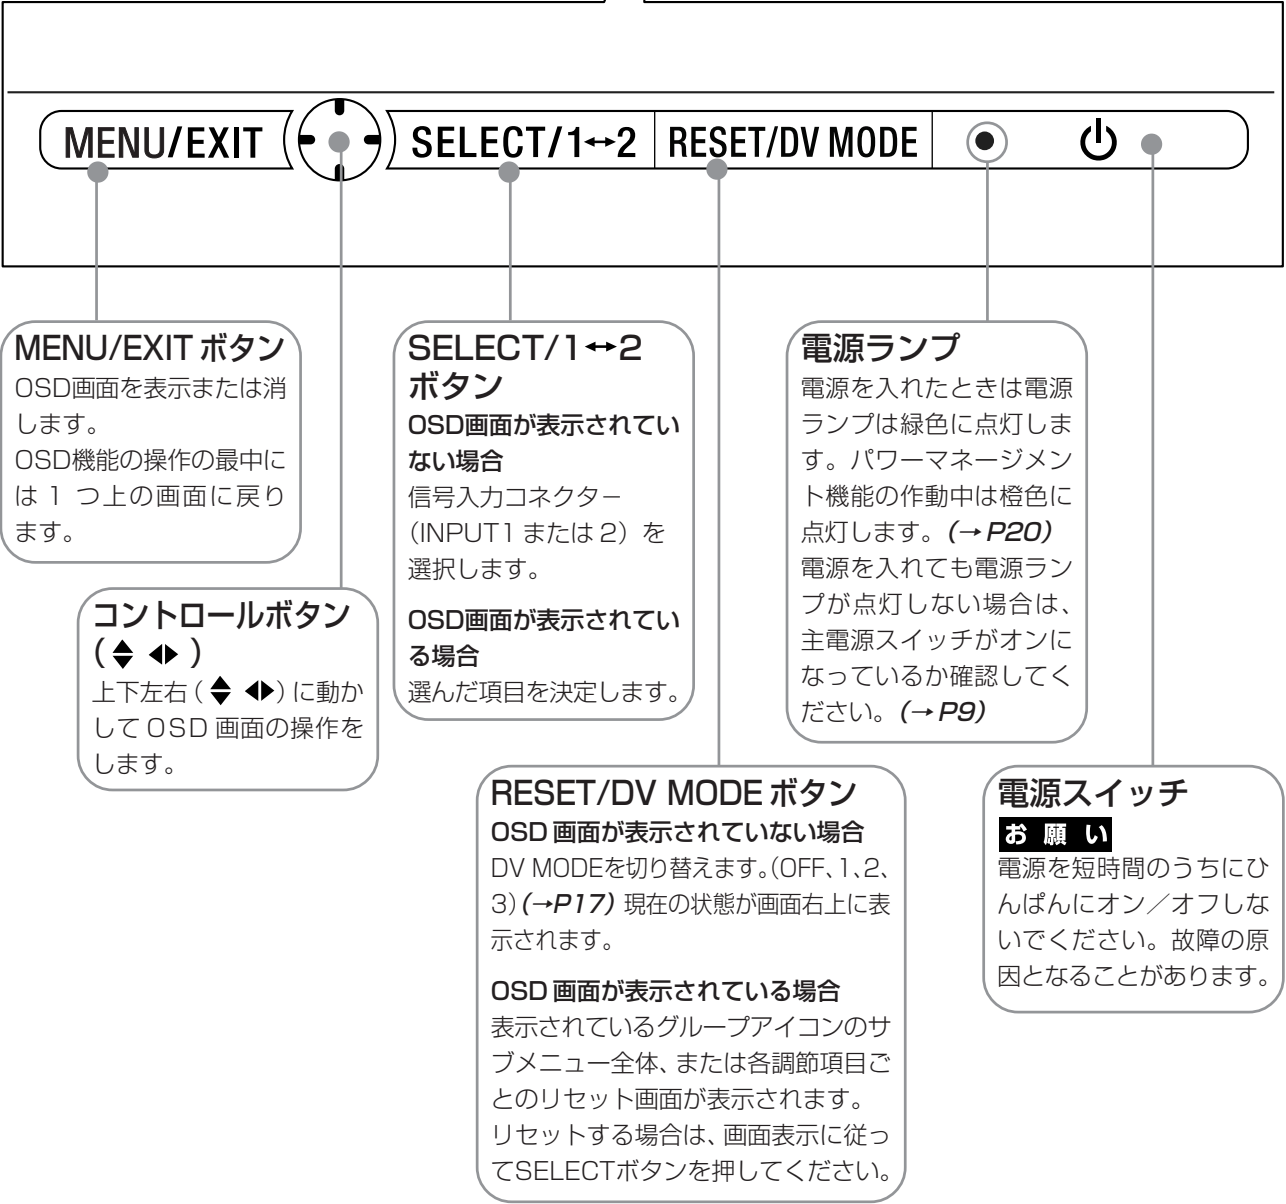 MENU/EXIT
SELECT/1↔2
RESET/DV MODE
MENU/EXIT ボタン
OSD画面を表示または消
します。
OSD機能の操作の最中に
は 1 つ上の画面に戻り
ます。
コントロールボタン
(◆ ◀▶ )
上下左右(◆ ◀▶)に動か
して OSD 画面の操作を
します。
SELECT/1↔2
ボタン
OSD画面が表示されてい
ない場合
信号入力コネクター
(INPUT1 または 2)を
選択します。
OSD画面が表示されてい
る場合
選んだ項目を決定します。
RESET/DV MODE ボタン
OSD 画面が表示されていない場合
DV MODEを切り替えます。(OFF、1、2、
3)(→P17) 現在の状態が画面右上に表
示されます。
OSD 画面が表示されている場合
表示されているグループアイコンのサ
ブメニュー全体、または各調節項目ご
とのリセット画面が表示されます。
リセットする場合は、画面表示に従っ
てSELECTボタンを押してください。
電源ランプ
電源を入れたときは電源
ランプは緑色に点灯しま
す。パワーマネージメン
ト機能の作動中は橙色に
点灯します。(→ P20)
電源を入れても電源ラン
プが点灯しない場合は、
主電源スイッチがオンに
なっているか確認してく
ださい。(→ P9)
電源スイッチ
お 願 い
電源を短時間のうちにひ
んぱんにオン／オフしな
いでください。故障の原
因となることがあります。